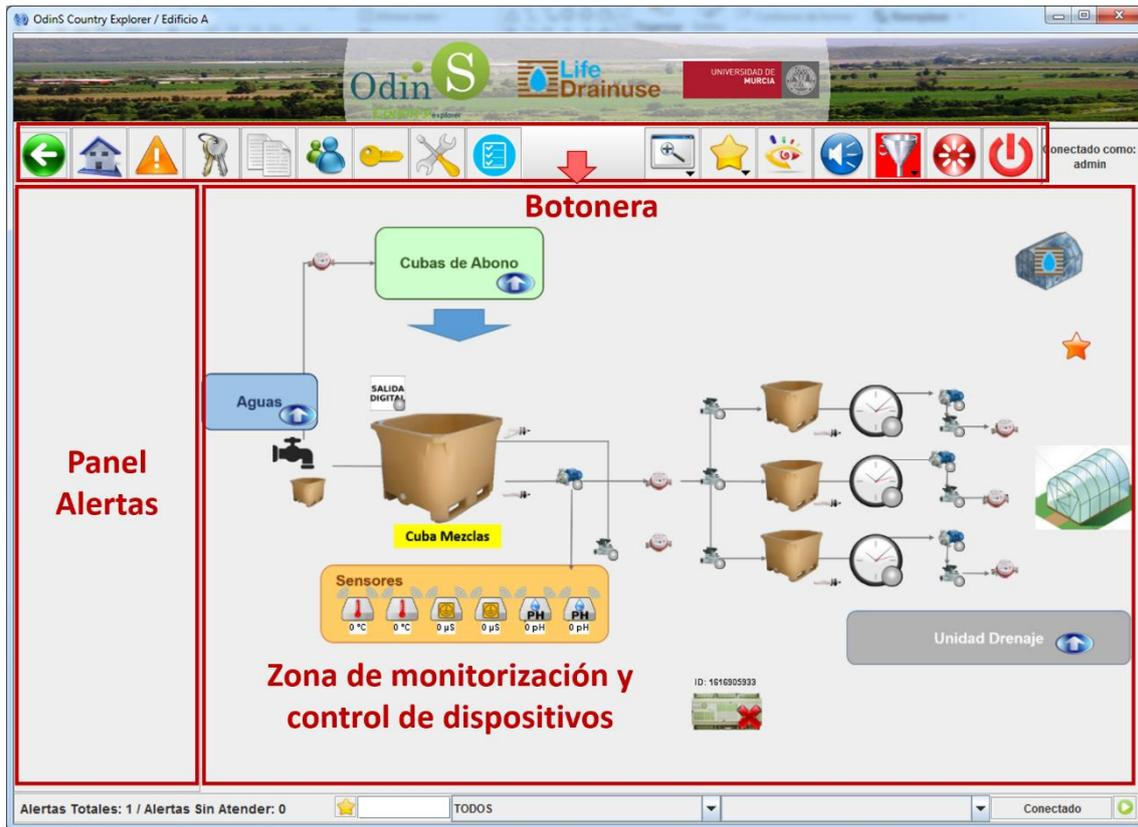 OdinS Country Explorer / Edificio A
OdinS
explorer
Life
Drainuse
UNIVERSIDAD DE
MURCIA
Conectado como:
admin
Botonera
Cubas de Abono
Aguas
SALIDA
DIGITAL
Panel
Alertas
Cuba Mezclas
Sensores
PH PH
0 °C 0 °C 0 µS 0 µS 0 pH 0 pH
Unidad Drenaje
Zona de monitorización y
control de dispositivos
ID: 1616905933
Alertas Totales: 1 / Alertas Sin Atender: 0 TODOS Conectado